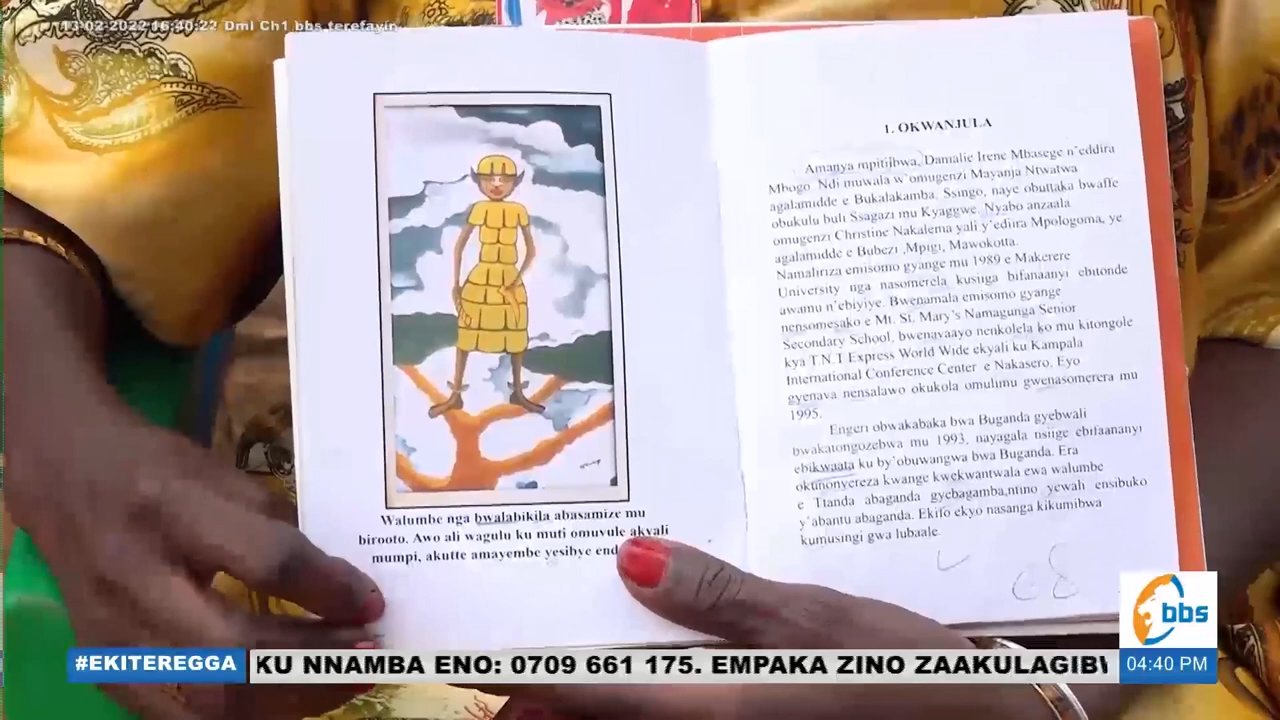 13-02-2022 16:40:22 Dml Ch1 bbs terefayin
Walumbe nga bwalabikila abasamize mu
birooto. Awo ali wagulu ku muti omuvule akyali
mumpi, akutte amayembe yesibye
1. OKWANJULA
Amanya mpitiibwa, Damalie Irene Mbasege n'eddira
Mbogo. Ndi muwala w'omugenzi Mayanja Ntwatwa
agalamidde e Bukalakamba, Ssingo, naye obuttaka bwaffe
obukulu buli Ssagazi mu Kyaggwe. Nyabo anzaala
omugenzi Christine Nakalema yali y'ediira Mpologoma, ye
agalamidde e Bubezi ,Mpigi, Mawokotta.
Namaliriza emisomo gyange mu 1989 e Makerere
University nga nasomerela kusiiga bifanaanyi ebitonde
awamu n'ebiyiye. Bwenamala emisomo gyange
nensomesako e Mt. St. Mary's Namagunga Senior
Secondary School, bwenavaayo nenkolela ko mu kitongole
kya T.N.T Express World Wide ekyali ku Kampala
International Conference Center e Nakasero. Eyo
gyenava nensalawo okukola omulimu gwenasomerera mu
1995.
Engeri obwakabaka bwa Buganda gyebwali
bwakatongozebwa mu 1993, nayagala nsiige ebifaananyi
ebikwaata ku by'obuwangwa bwa Buganda. Era
okunonyereza kwange kwekwantwala ewa walumbe
e Ttanda abaganda gyebagamba,ntino yewali ensibuko
y'abantu abaganda. Ekifo ekyo nasanga kikumibwa
kumusingi gwa lubaale
bbs
#EKITEREGGA
KU NNAMBA ENO: 0709 661 175. EMPAKA ZINO ZAAKULAGIBW
04:40 PM